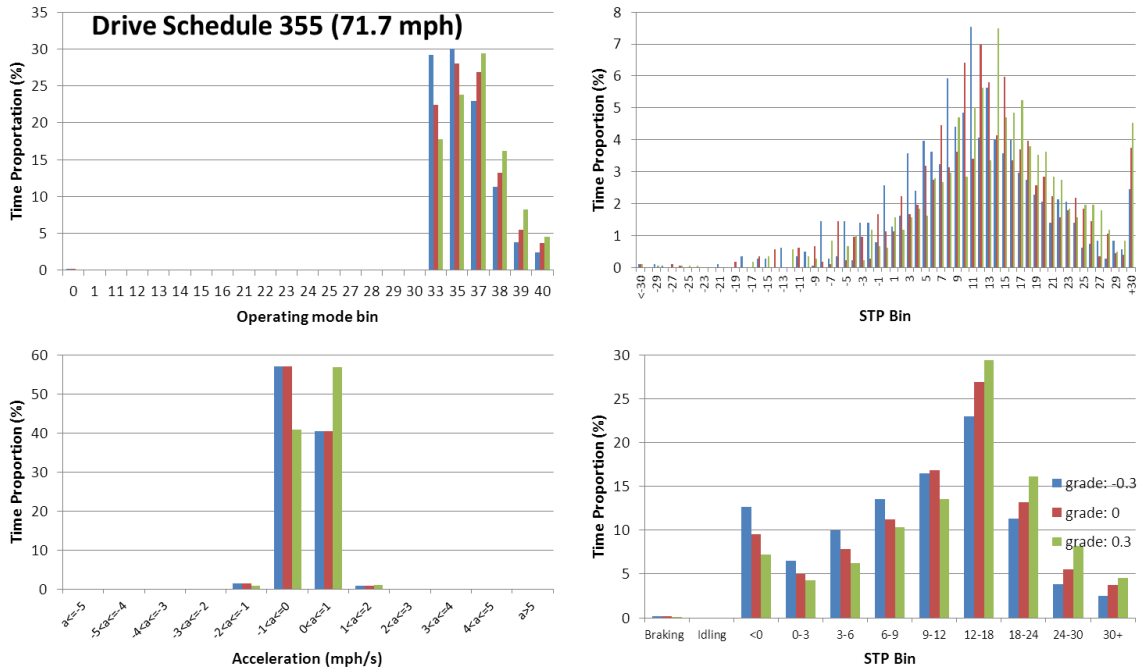 Drive Schedule 355 (71.7 mph)
Time Proportation (%)
35
30
25
20
15
10
5
0
0 1 11 12 13 14 15 16 21 22 23 24 25 27 28 29 30 33 35 37 38 39 40
Operating mode bin
Time Proportion (%)
8
7
6
5
4
3
2
1
0
<-30 -29 -27 -25 -23 -21 -19 -17 -15 -13 -11 -9 -7 -5 -3 -1 1 3 5 7 9 11 13 15 17 19 21 23 25 27 29 +30
STP Bin
Time Proportion (%)
60
50
40
30
20
10
0
a<=-5 -5<a<=-4 -4<a<=-3 -3<a<=-2 -2<a<=-1 -1<a<=0 0<a<=1 1<a<=2 2<a<=3 3<a<=4 4<a<=5 a>5
Acceleration (mph/s)
Time Proportion (%)
30
25
20
15
10
5
0
Braking Idling <0 0-3 3-6 6-9 9-12 12-18 18-24 24-30 30+
STP Bin
grade: -0.3
grade: 0
grade: 0.3